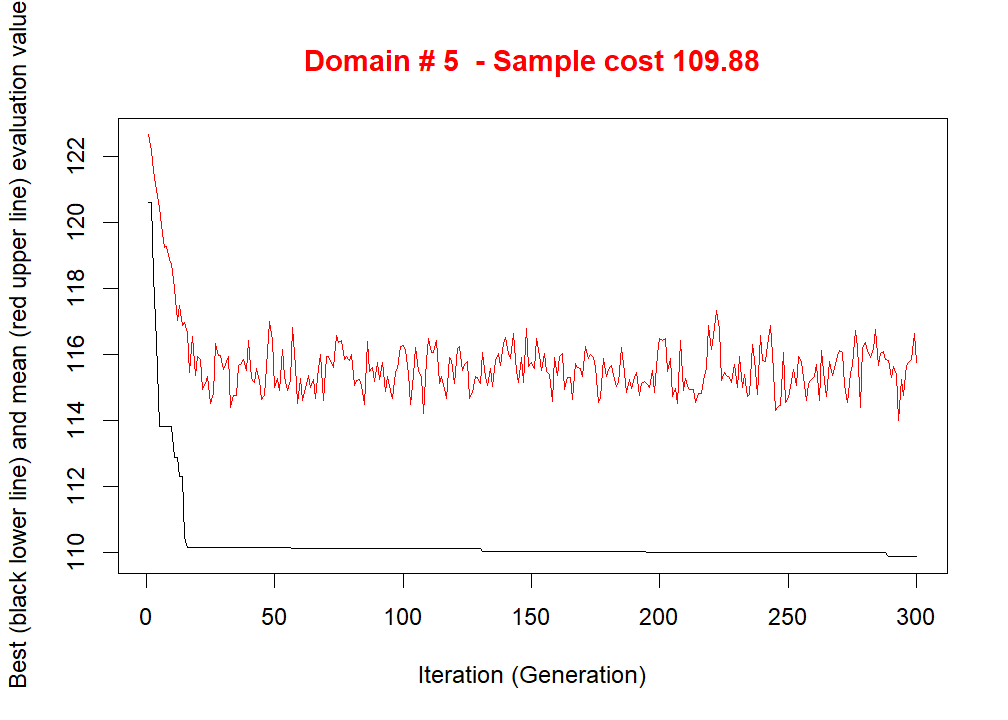 Domain # 5  - Sample cost 109.88
Best (black lower line) and mean (red upper line) evaluation value
122
120
118
116
114
112
110
0 50 100 150 200 250 300
Iteration (Generation)